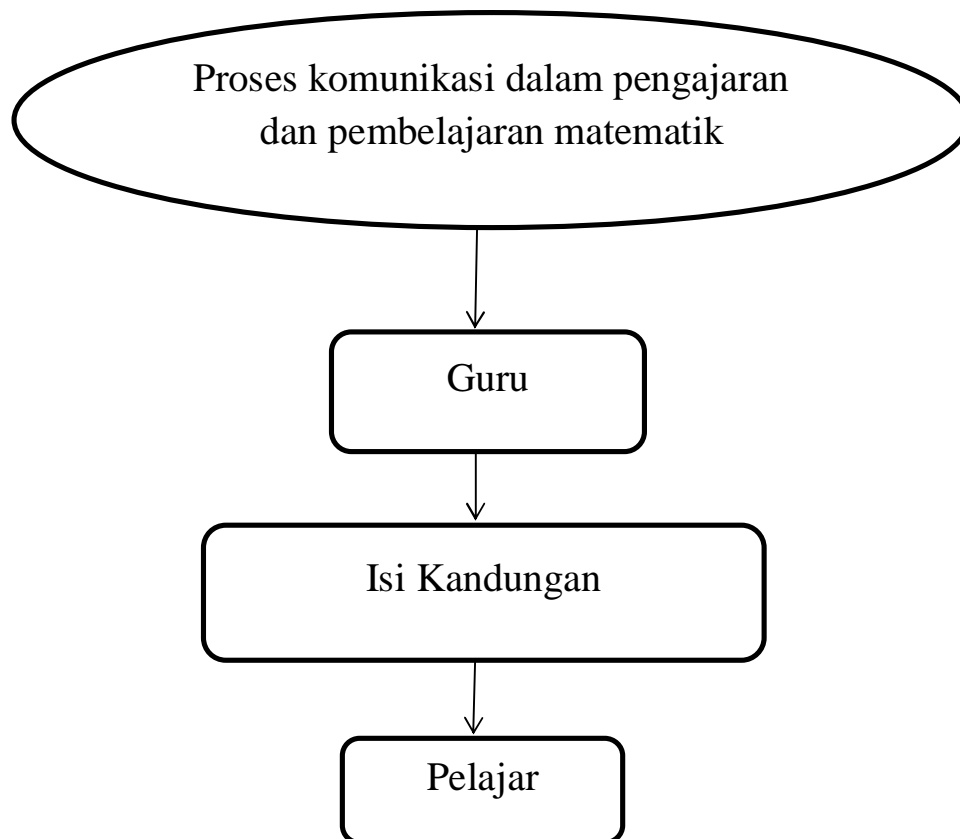 Proses komunikasi dalam pengajaran
dan pembelajaran matematik
Guru
Isi Kandungan
Pelajar